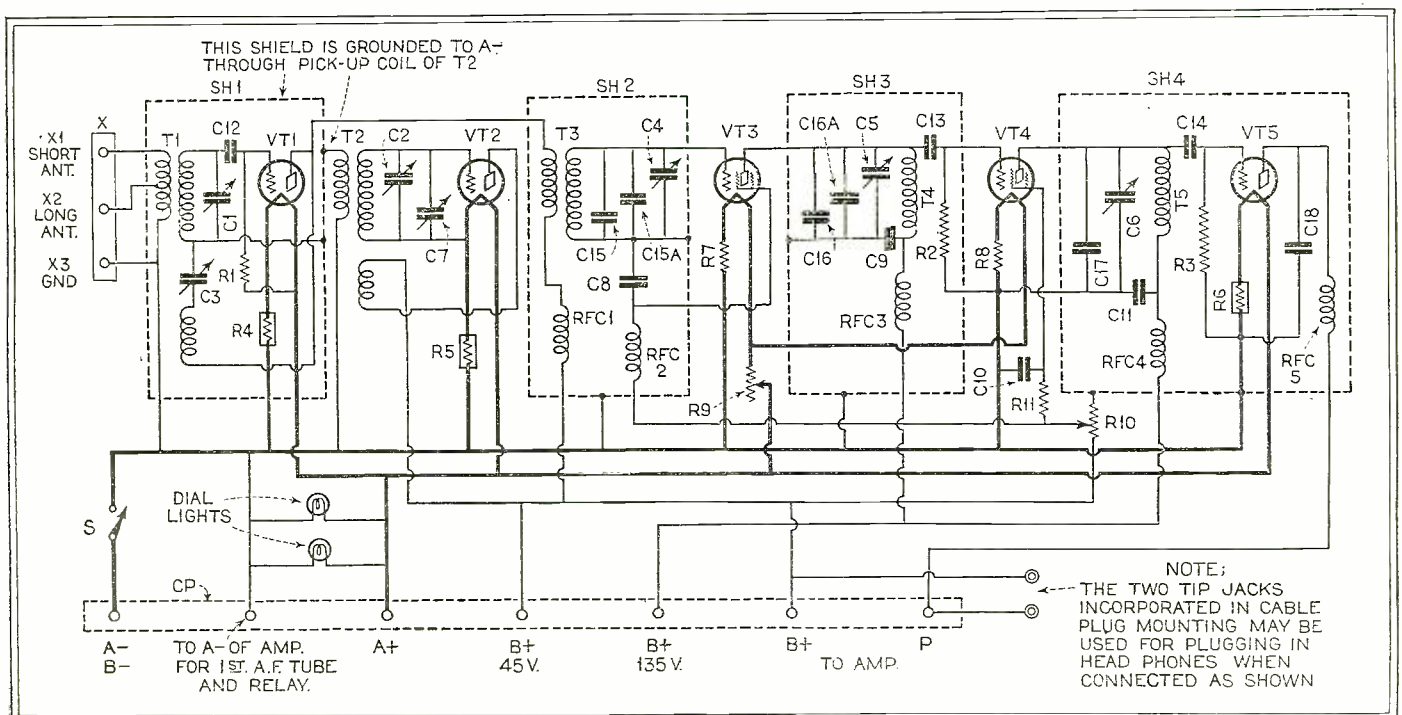 THIS SHIELD IS GROUNDED TO A-
THROUGH PICK-UP COIL OF T2
SH1
SH2
SH3
SH4
X
X1
SHORT
ANT.
X2
LONG
ANT.
X3
GND
T1
C12
VT1
C1
C3
R1
R4
T2
C2
VT2
C7
R5
T3
C4
C15
C15A
C8
RFC1
RFC
2
VT3
R7
R9
C16A
C5
C13
T4
C16
C9
R2
RFC3
VT4
R8
C10
R11
R10
C17
C6
T5
C14
C11
RFC4
VT5
R3
R6
C18
RFC
5
S
DIAL
LIGHTS
CP
A-
B-
TO A- OF AMP.
FOR 1ST. A.F. TUBE
AND RELAY.
A+
B+
45 V.
B+
135 V.
B+
TO AMP.
P
NOTE;
THE TWO TIP JACKS
INCORPORATED IN CABLE
PLUG MOUNTING MAY BE
USED FOR PLUGGING IN
HEAD PHONES WHEN
CONNECTED AS SHOWN